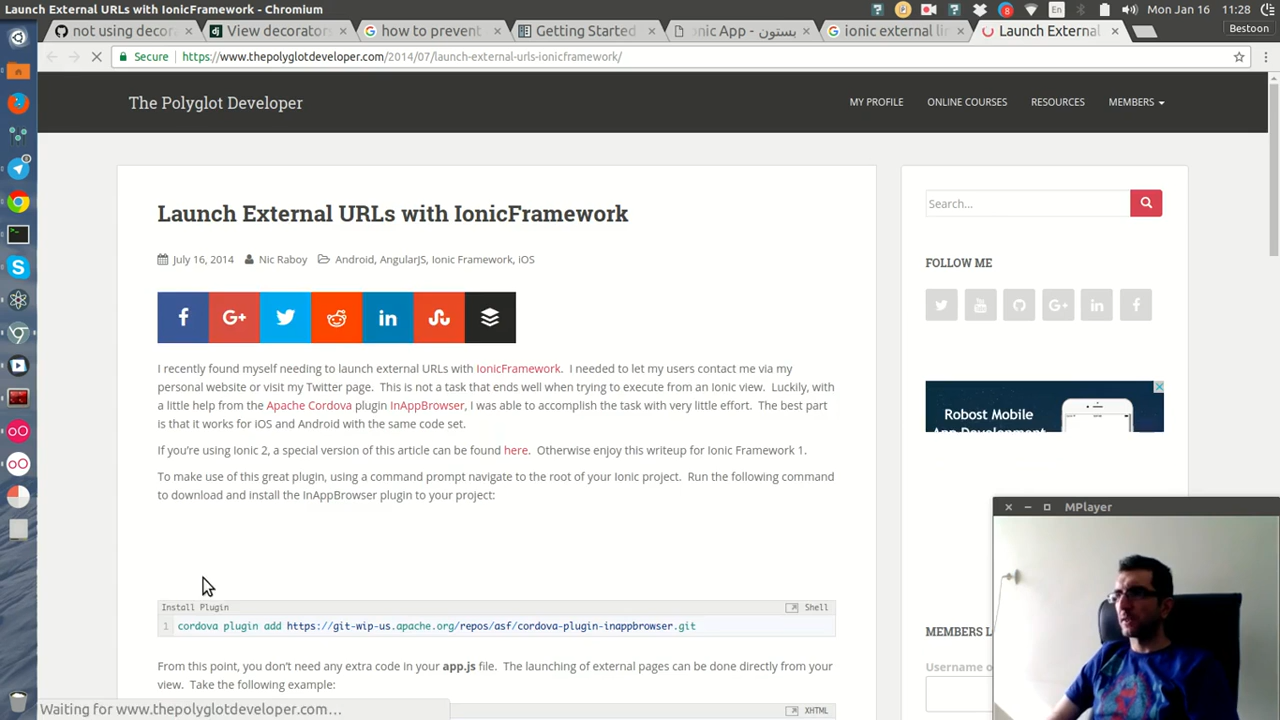 Launch External URLs with IonicFramework - Chromium
En
Mon Jan 16
11:28
not using decor
View decorators
how to prevent
Getting Started
Ionic App - بستون
ionic external lin
Launch External
Bestoon
Secure
https://www.thepolyglotdeveloper.com/2014/07/launch-external-urls-ionicframework/
The Polyglot Developer
MY PROFILE
ONLINE COURSES
RESOURCES
MEMBERS
Launch External URLs with IonicFramework
July 16, 2014
Nic Raboy
Android, AngularJS, Ionic Framework, iOS
I recently found myself needing to launch external URLs with IonicFramework. I needed to let my users contact me via my
personal website or visit my Twitter page. This is not a task that ends well when trying to execute from an Ionic view. Luckily, with
a little help from the Apache Cordova plugin InAppBrowser, I was able to accomplish the task with very little effort. The best part
is that it works for iOS and Android with the same code set.
If you're using Ionic 2, a special version of this article can be found here. Otherwise enjoy this writeup for Ionic Framework 1.
To make use of this great plugin, using a command prompt navigate to the root of your Ionic project. Run the following command
to download and install the InAppBrowser plugin to your project:
Install Plugin
Shell
1 cordova plugin add https://git-wip-us.apache.org/repos/asf/cordova-plugin-inappbrowser.git
From this point, you don't need any extra code in your app.js file. The launching of external pages can be done directly from your
view. Take the following example:
XHTML
Search...
FOLLOW ME
Robost Mobile
App Development
MPlayer
MEMBERS L
Username o
Waiting for www.thepolyglotdeveloper.com...